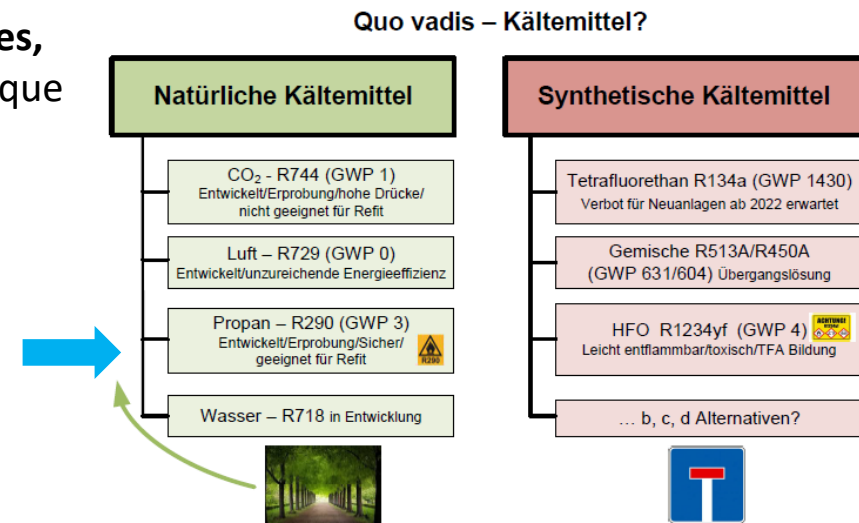 es,
que
Quo vadis – Kältemittel?
Natürliche Kältemittel
CO₂ - R744 (GWP 1)
Entwickelt/Erprobung/hohe Drücke/
nicht geeignet für Refit
Luft – R729 (GWP 0)
Entwickelt/unzureichende Energieeffizienz
Propan – R290 (GWP 3)
Entwickelt/Erprobung/Sicher/
geeignet für Refit
R290
Wasser – R718 in Entwicklung
Synthetische Kältemittel
Tetrafluorethan R134a (GWP 1430)
Verbot für Neuanlagen ab 2022 erwartet
Gemische R513A/R450A
(GWP 631/604) Übergangslösung
HFO R1234yf (GWP 4)
ACHTUNG!
Leicht entflammbar/toxisch/TFA Bildung
... b, c, d Alternativen?